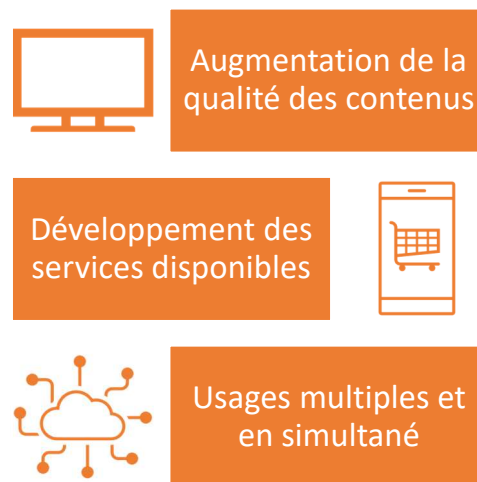 Augmentation de la
qualité des contenus
Développement des
services disponibles
Usages multiples et
en simultané